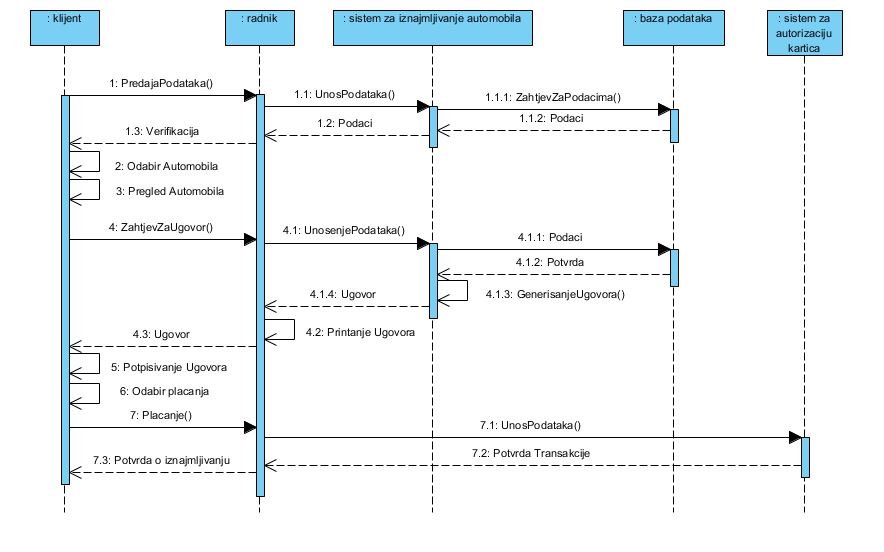 : klijent
: radnik
: sistem za iznajmljivanje automobila
: baza podataka
: sistem za
autorizaciju
kartica
1: PredajaPodataka()
1.1: UnosPodataka()
1.1.1: ZahtjevZaPodacima()
1.1.2: Podaci
1.2: Podaci
1.3: Verifikacija
2: Odabir Automobila
3: Pregled Automobila
4: ZahtjevZaUgovor()
4.1: UnosenjePodataka()
4.1.1: Podaci
4.1.2: Potvrda
4.1.3: GenerisanjeUgovora()
4.1.4: Ugovor
4.2: Printanje Ugovora
4.3: Ugovor
5: Potpisivanje Ugovora
6: Odabir placanja
7: Placanje()
7.1: UnosPodataka()
7.2: Potvrda Transakcije
7.3: Potvrda o iznajmljivanju